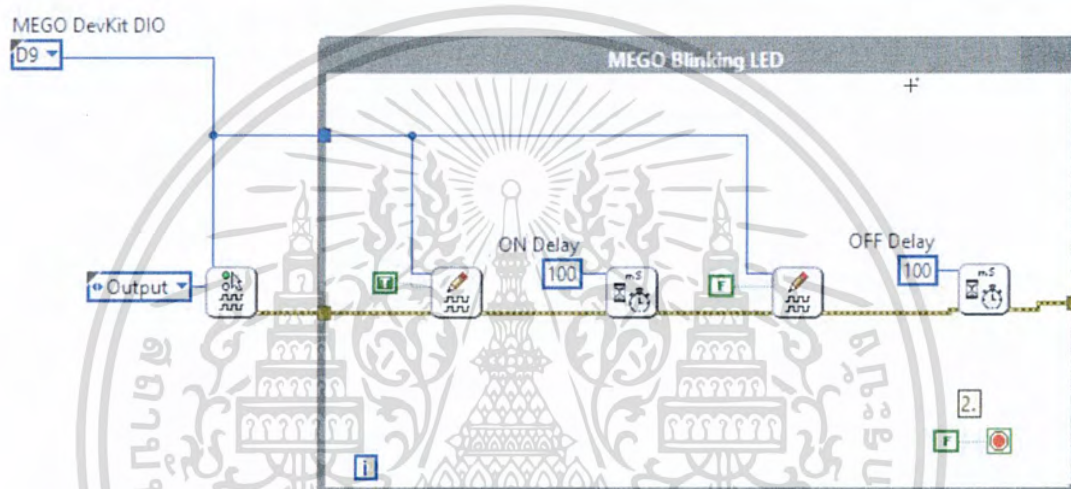 MEGO DevKit DIO
D9
MEGO Blinking LED
Output
T
ON Delay
100
m.S
F
OFF Delay
100
m.S
2.
F
i